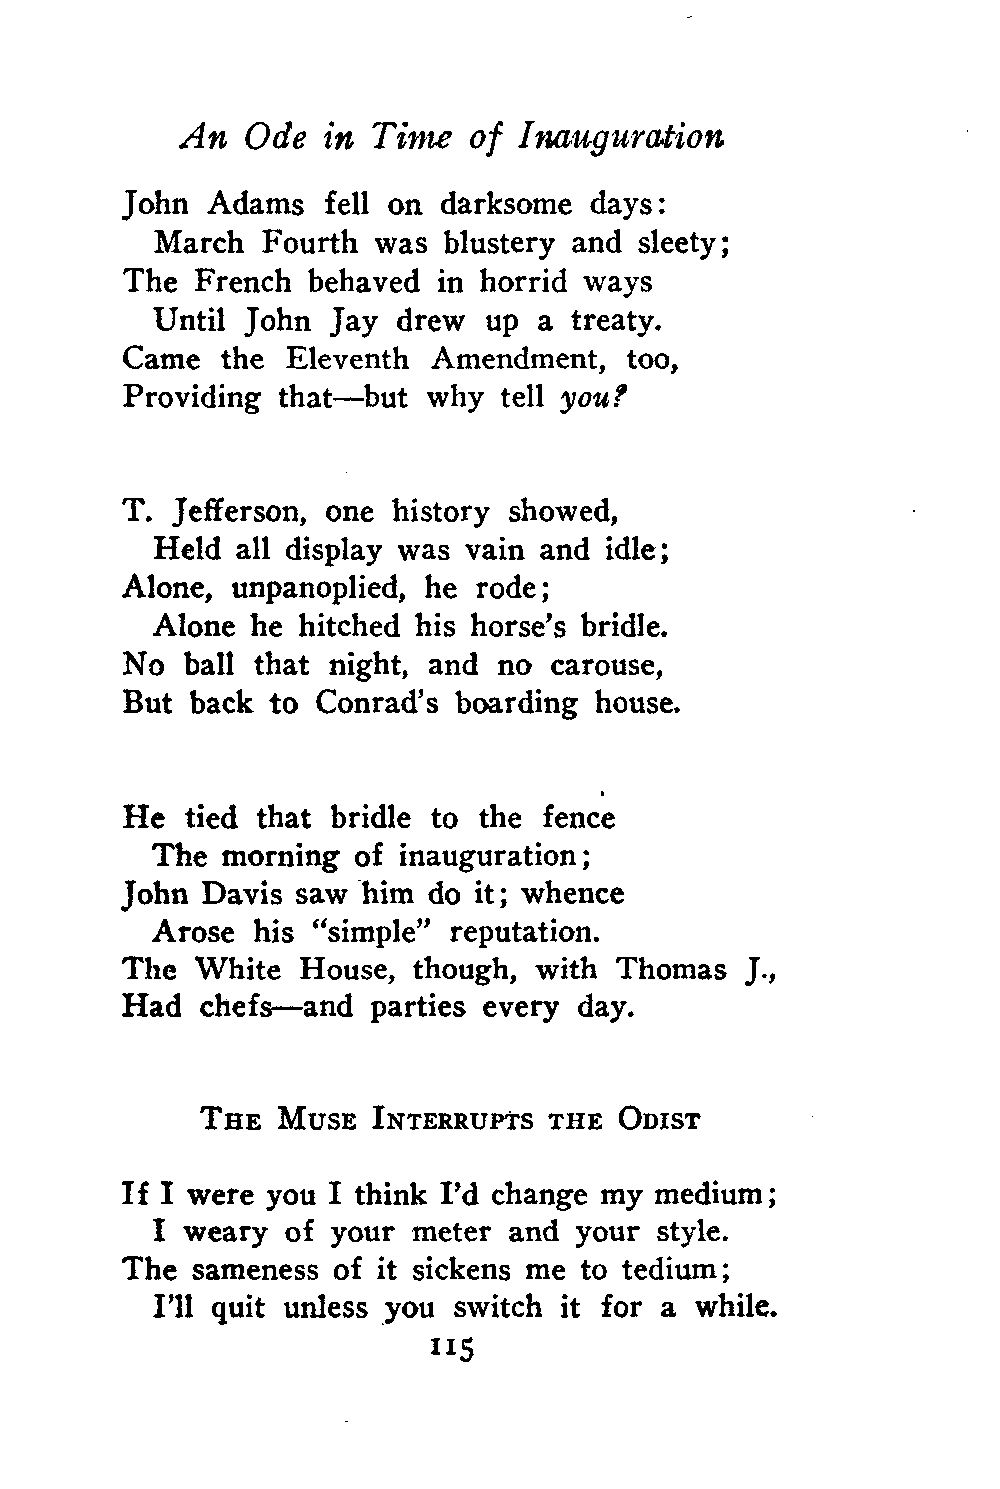 An Ode in Time of Inauguration
John Adams fell on darksome days:
March Fourth was blustery and sleety;
The French behaved in horrid ways
Until John Jay drew up a treaty.
Came the Eleventh Amendment, too,
Providing that—but why tell you?
T. Jefferson, one history showed,
Held all display was vain and idle;
Alone, unpanoplied, he rode;
Alone he hitched his horse's bridle.
No ball that night, and no carouse,
But back to Conrad's boarding house.
He tied that bridle to the fence
The morning of inauguration;
John Davis saw him do it; whence
Arose his "simple" reputation.
The White House, though, with Thomas J.,
Had chefs—and parties every day.
The Muse Interrupts the Odist
If I were you I think I'd change my medium;
I weary of your meter and your style.
The sameness of it sickens me to tedium;
I'll quit unless you switch it for a while.
115